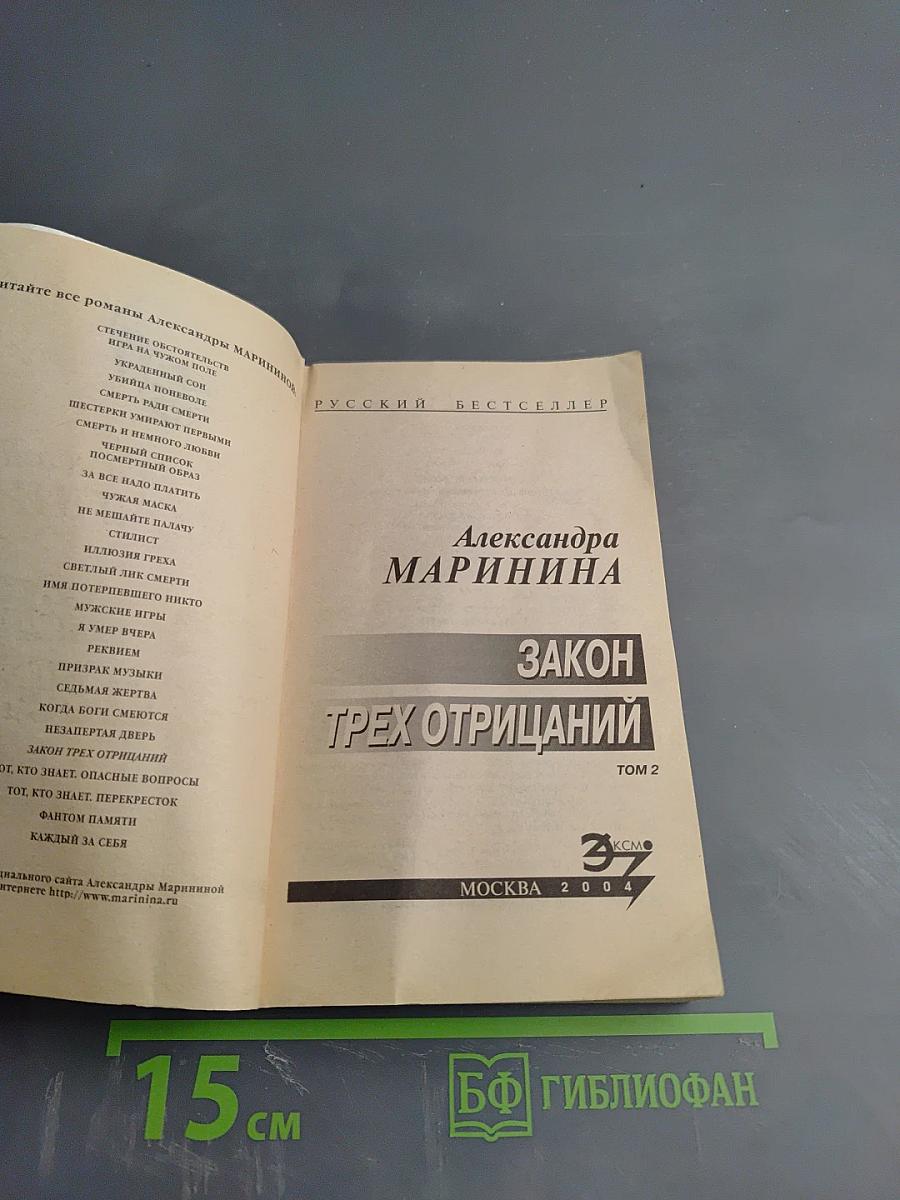 итайте все романы Александры МАРИНИНОЙ
СТЕЧЕНИЕ ОБСТОЯТЕЛЬСТВ
ИГРА НА ЧУЖОМ ПОЛЕ
УКРАДЕННЫЙ СОН
УБИЙЦА ПОНЕВОЛЕ
СМЕРТЬ РАДИ СМЕРТИ
ШЕСТЕРКИ УМИРАЮТ ПЕРВЫМИ
СМЕРТЬ И НЕМНОГО ЛЮБВИ
ЧЕРНЫЙ СПИСОК
ПОСМЕРТНЫЙ ОБРАЗ
ЗА ВСЕ НАДО ПЛАТИТЬ
ЧУЖАЯ МАСКА
НЕ МЕШАЙТЕ ПАЛАЧУ
СТИЛИСТ
ИЛЛЮЗИЯ ГРЕХА
СВЕТЛЫЙ ЛИК СМЕРТИ
ИМЯ ПОТЕРПЕВШЕГО НИКТО
МУЖСКИЕ ИГРЫ
Я УМЕР ВЧЕРА
РЕКВИЕМ
ПРИЗРАК МУЗЫКИ
СЕДЬМАЯ ЖЕРТВА
КОГДА БОГИ СМЕЮТСЯ
НЕЗАПЕРТАЯ ДВЕРЬ
ЗАКОН ТРЕХ ОТРИЦАНИЙ
ОТ, КТО ЗНАЕТ. ОПАСНЫЕ ВОПРОСЫ
ТОТ, КТО ЗНАЕТ. ПЕРЕКРЕСТОК
ФАНТОМ ПАМЯТИ
КАЖДЫЙ ЗА СЕБЯ
циального сайта Александры Марининой
нтернете http://www.marinina.ru
РУССКИЙ БЕСТСЕЛЛЕР
Александра
МАРИНИНА
ЗАКОН
ТРЕХ ОТРИЦАНИЙ
ТОМ 2
ЭКСМО
МОСКВА 2004
15 см
БФ ГИБЛИОФАН